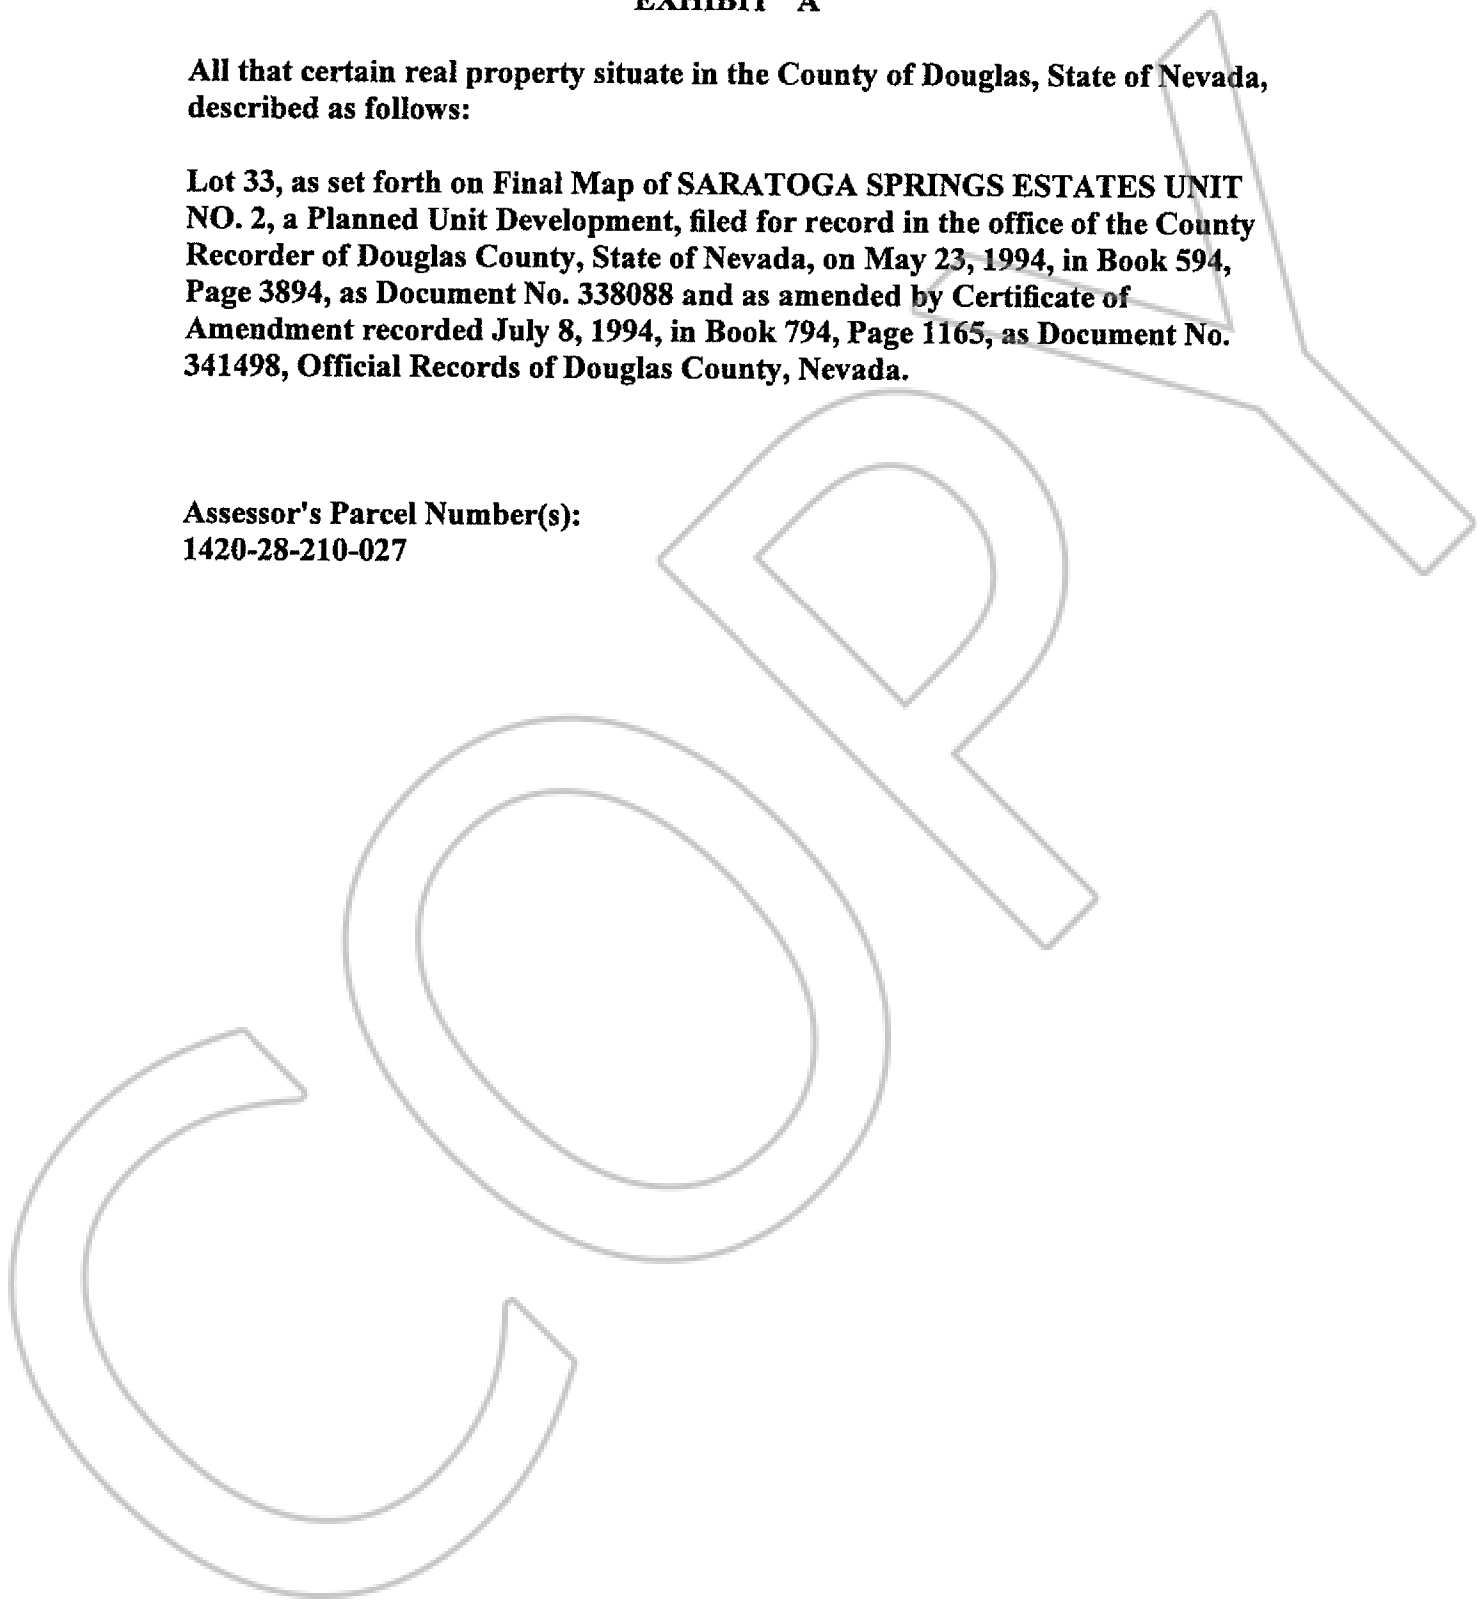 EXHIBIT "A"
All that certain real property situate in the County of Douglas, State of Nevada,
described as follows:
Lot 33, as set forth on Final Map of SARATOGA SPRINGS ESTATES UNIT
NO. 2, a Planned Unit Development, filed for record in the office of the County
Recorder of Douglas County, State of Nevada, on May 23, 1994, in Book 594,
Page 3894, as Document No. 338088 and as amended by Certificate of
Amendment recorded July 8, 1994, in Book 794, Page 1165, as Document No.
341498, Official Records of Douglas County, Nevada.
Assessor's Parcel Number(s):
1420-28-210-027
COPY